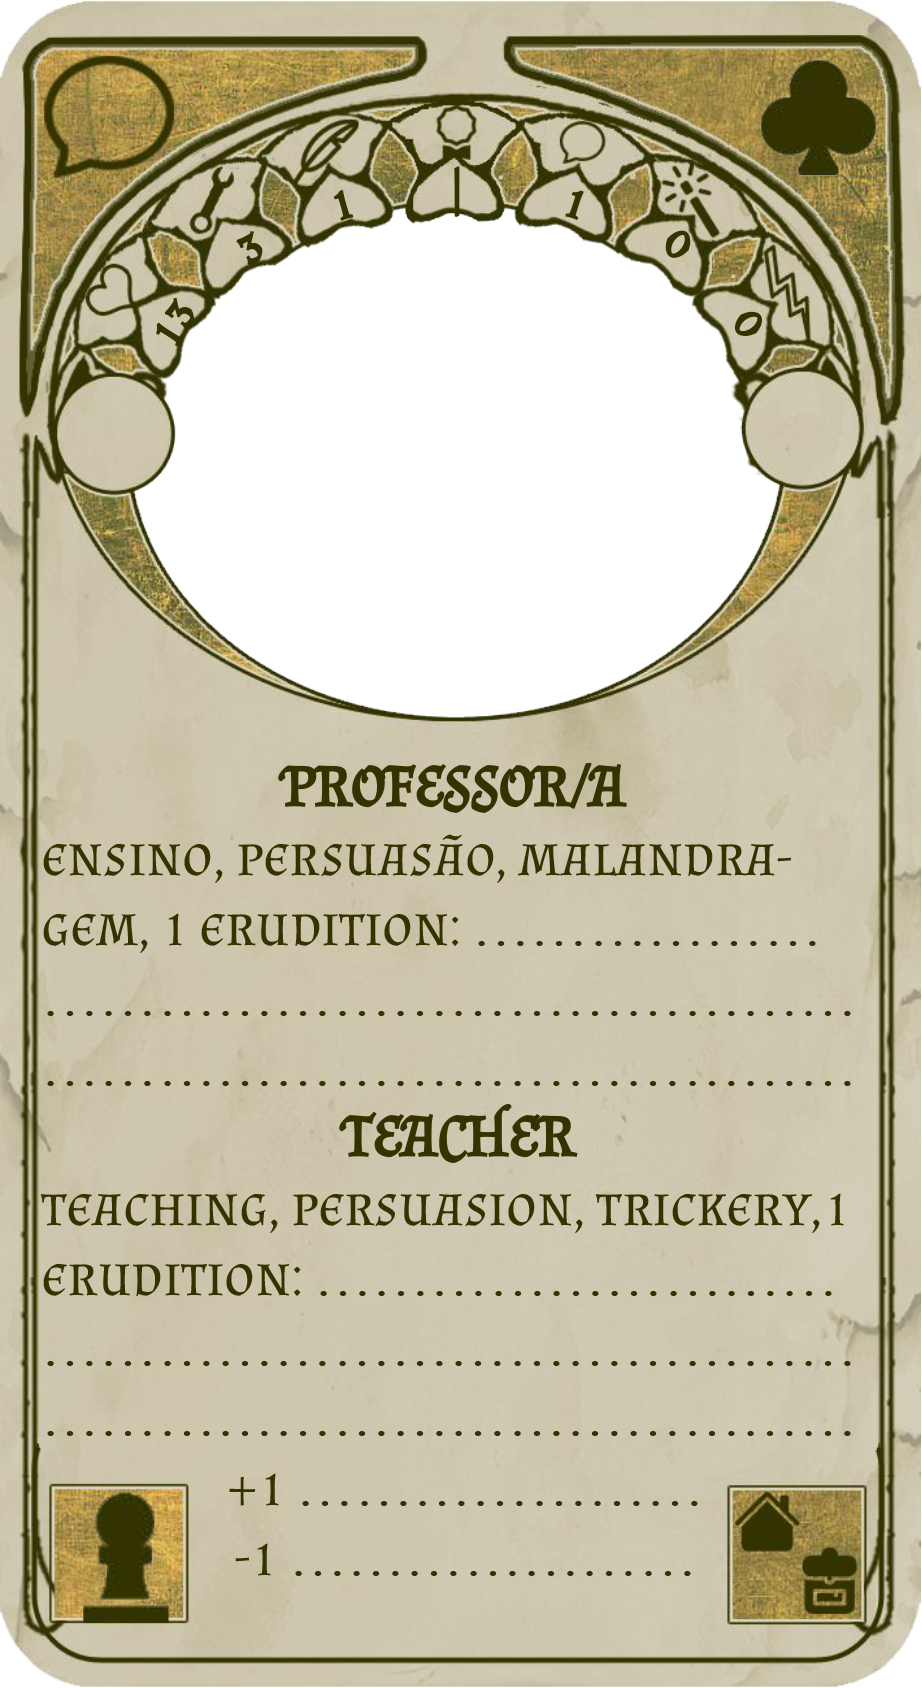 13 3 1 | 1 0 0
PROFESSOR/A
ENSINO, PERSUASÃO, MALANDRA-
GEM, 1 ERUDITION: ..................
..........................................
..........................................
TEACHER
TEACHING, PERSUASION, TRICKERY, 1
ERUDITION: ...........................
..........................................
..........................................
+1 .....................
-1 .....................